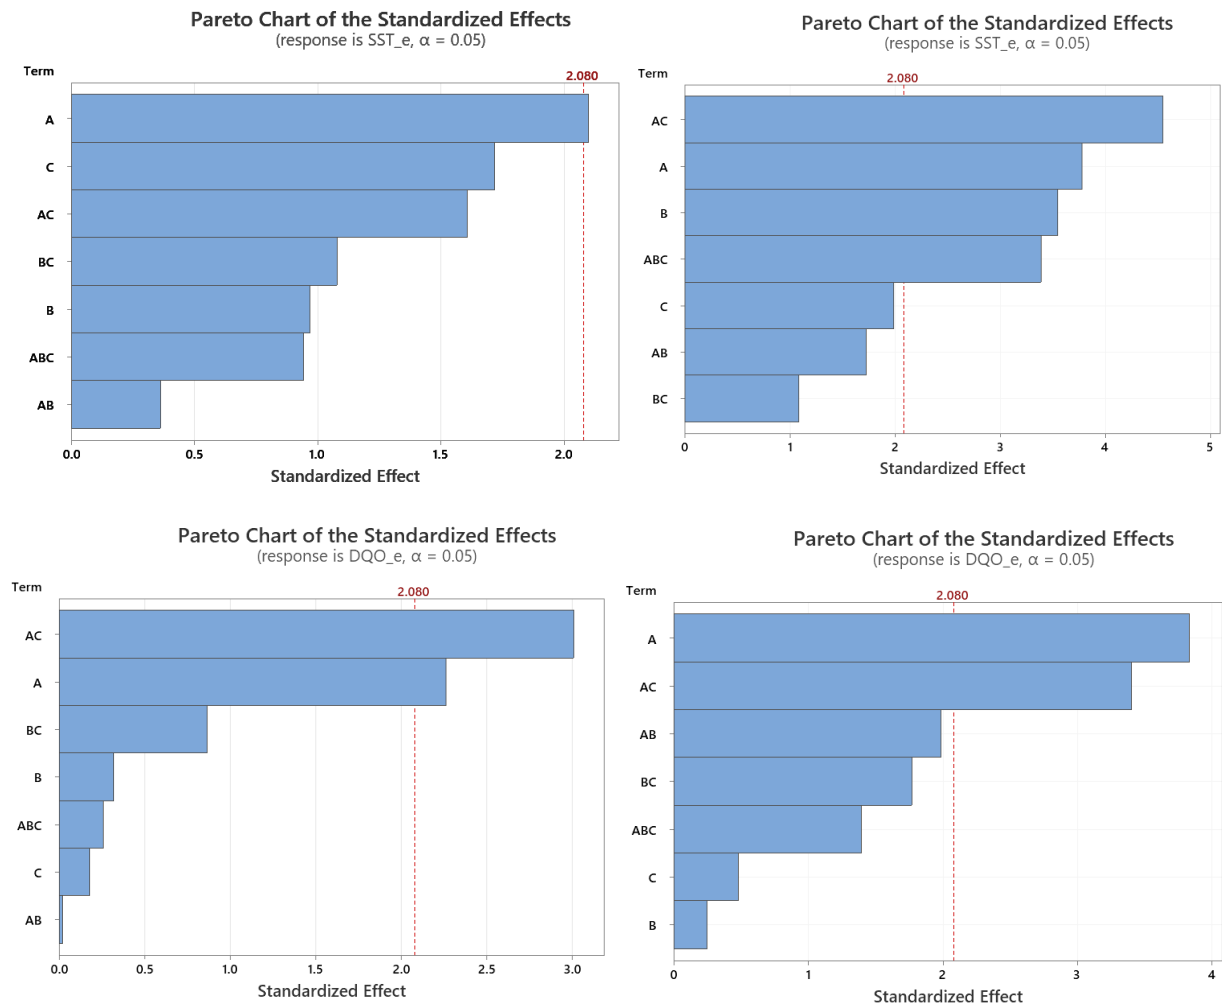 Pareto Chart of the Standardized Effects
(response is SST_e, α = 0.05)
Term
2.080
A
C
AC
BC
B
ABC
AB
0.0 0.5 1.0 1.5 2.0
Standardized Effect
Pareto Chart of the Standardized Effects
(response is SST_e, α = 0.05)
Term
2.080
AC
A
B
ABC
C
AB
BC
0 1 2 3 4 5
Standardized Effect
Pareto Chart of the Standardized Effects
(response is DQO_e, α = 0.05)
Term
2.080
AC
A
BC
B
ABC
C
AB
0.0 0.5 1.0 1.5 2.0 2.5 3.0
Standardized Effect
Pareto Chart of the Standardized Effects
(response is DQO_e, α = 0.05)
Term
2.080
A
AC
AB
BC
ABC
C
B
0 1 2 3 4
Standardized Effect